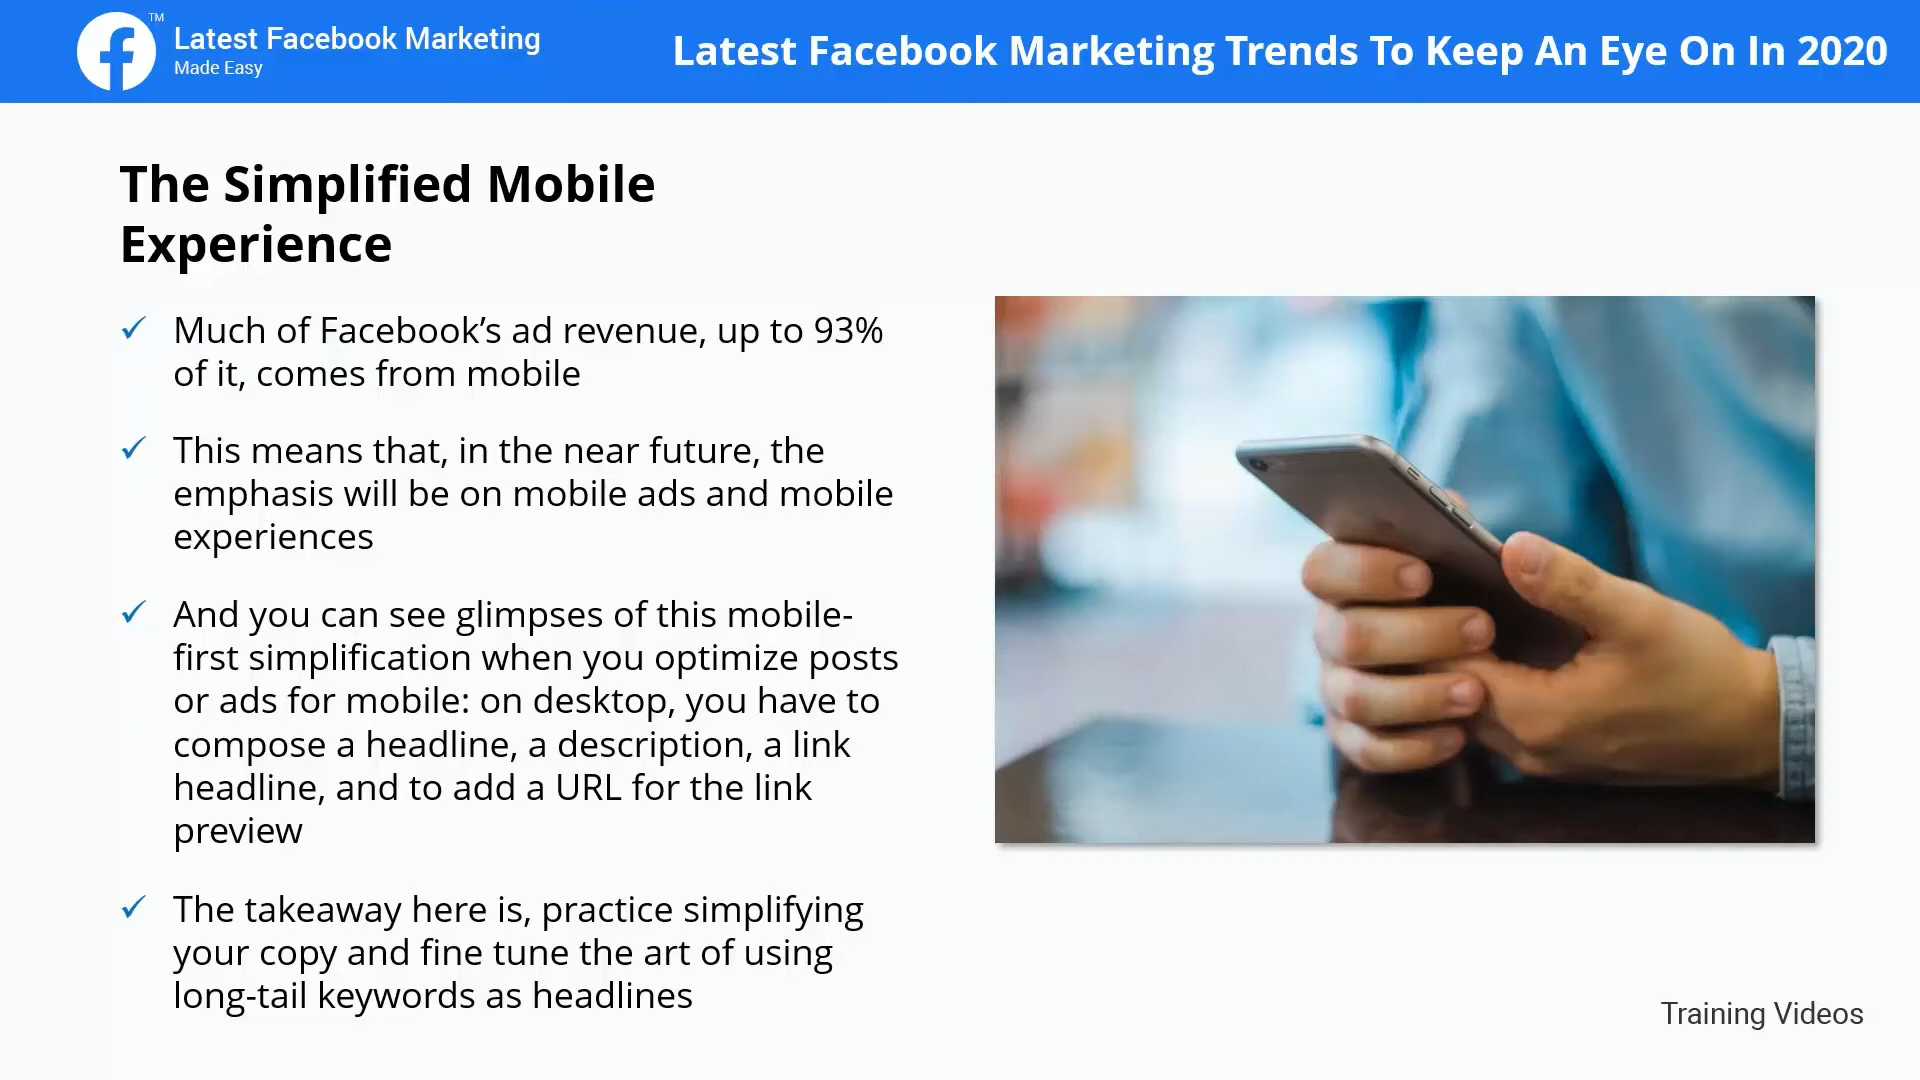 Latest Facebook Marketing™
Made Easy
Latest Facebook Marketing Trends To Keep An Eye On In 2020
The Simplified Mobile
Experience
✓ Much of Facebook’s ad revenue, up to 93%
of it, comes from mobile
✓ This means that, in the near future, the
emphasis will be on mobile ads and mobile
experiences
✓ And you can see glimpses of this mobile-
first simplification when you optimize posts
or ads for mobile: on desktop, you have to
compose a headline, a description, a link
headline, and to add a URL for the link
preview
✓ The takeaway here is, practice simplifying
your copy and fine tune the art of using
long-tail keywords as headlines
Training Videos